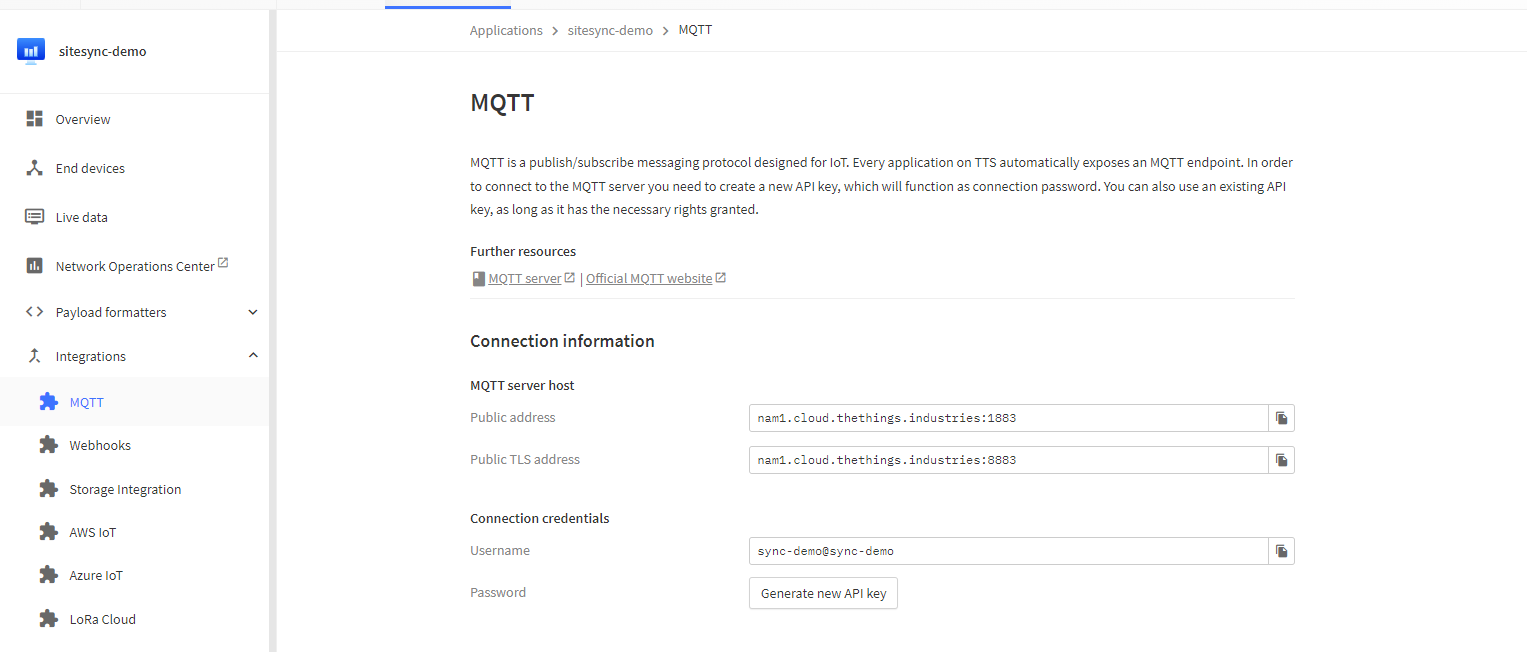 sitesync-demo
Overview
End devices
Live data
Network Operations Center
Payload formatters
Integrations
MQTT
Webhooks
Storage Integration
AWS IoT
Azure IoT
LoRa Cloud
Applications > sitesync-demo > MQTT
MQTT
MQTT is a publish/subscribe messaging protocol designed for IoT. Every application on TTS automatically exposes an MQTT endpoint. In order
to connect to the MQTT server you need to create a new API key, which will function as connection password. You can also use an existing API
key, as long as it has the necessary rights granted.
Further resources
MQTT server | Official MQTT website
Connection information
MQTT server host
Public address nam1.cloud.thethings.industries:1883
Public TLS address nam1.cloud.thethings.industries:8883
Connection credentials
Username sync-demo@sync-demo
Password Generate new API key